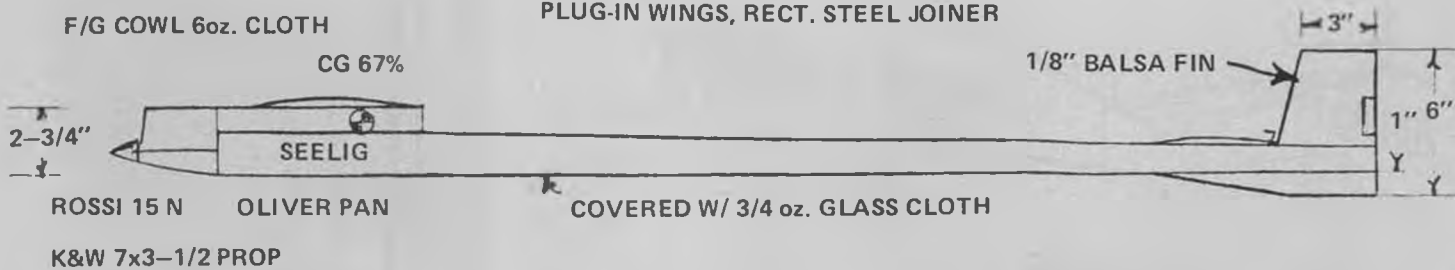 F/G COWL 6oz. CLOTH
PLUG-IN WINGS, RECT. STEEL JOINER
3"
CG 67%
1/8" BALSA FIN
2–3/4"
1" 6"
SEELIG
ROSSI 15 N OLIVER PAN COVERED W/ 3/4 oz. GLASS CLOTH
K&W 7x3–1/2 PROP